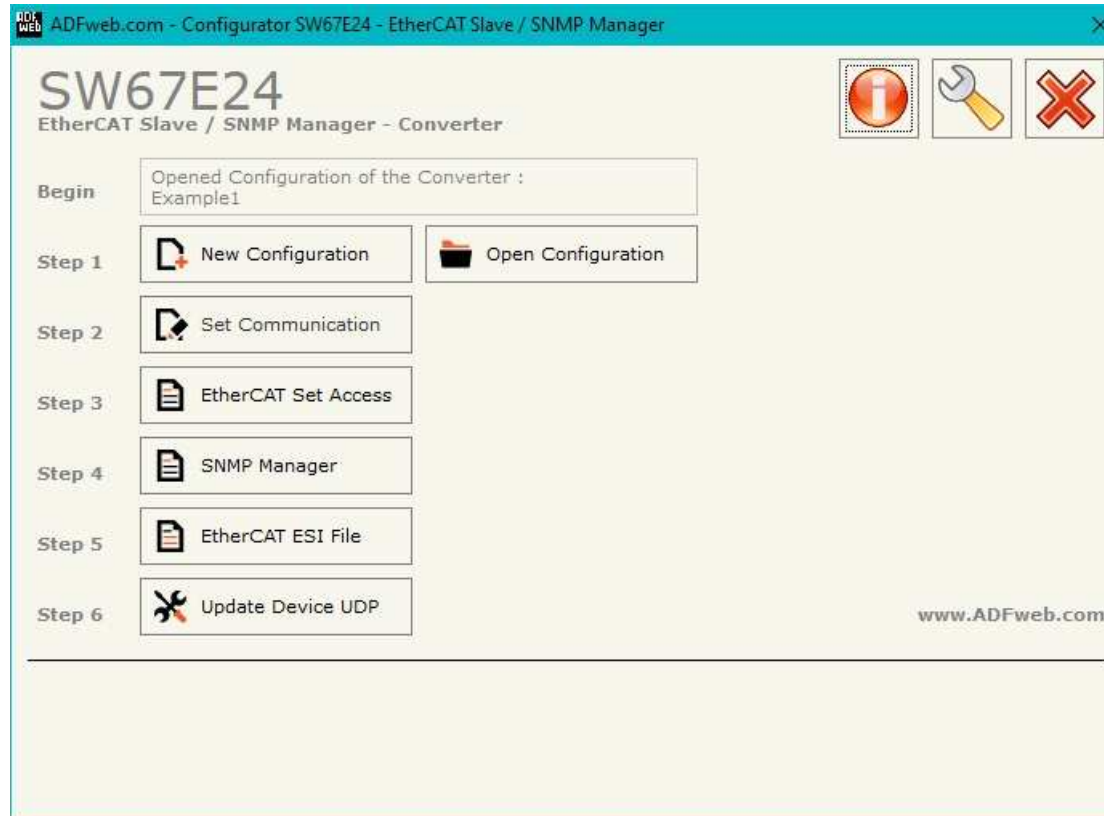 ADF WEB ADFweb.com - Configurator SW67E24 - EtherCAT Slave / SNMP Manager
SW67E24
EtherCAT Slave / SNMP Manager - Converter
Begin
Opened Configuration of the Converter :
Example1
Step 1 New Configuration Open Configuration
Step 2 Set Communication
Step 3 EtherCAT Set Access
Step 4 SNMP Manager
Step 5 EtherCAT ESI File
Step 6 Update Device UDP
www.ADFweb.com